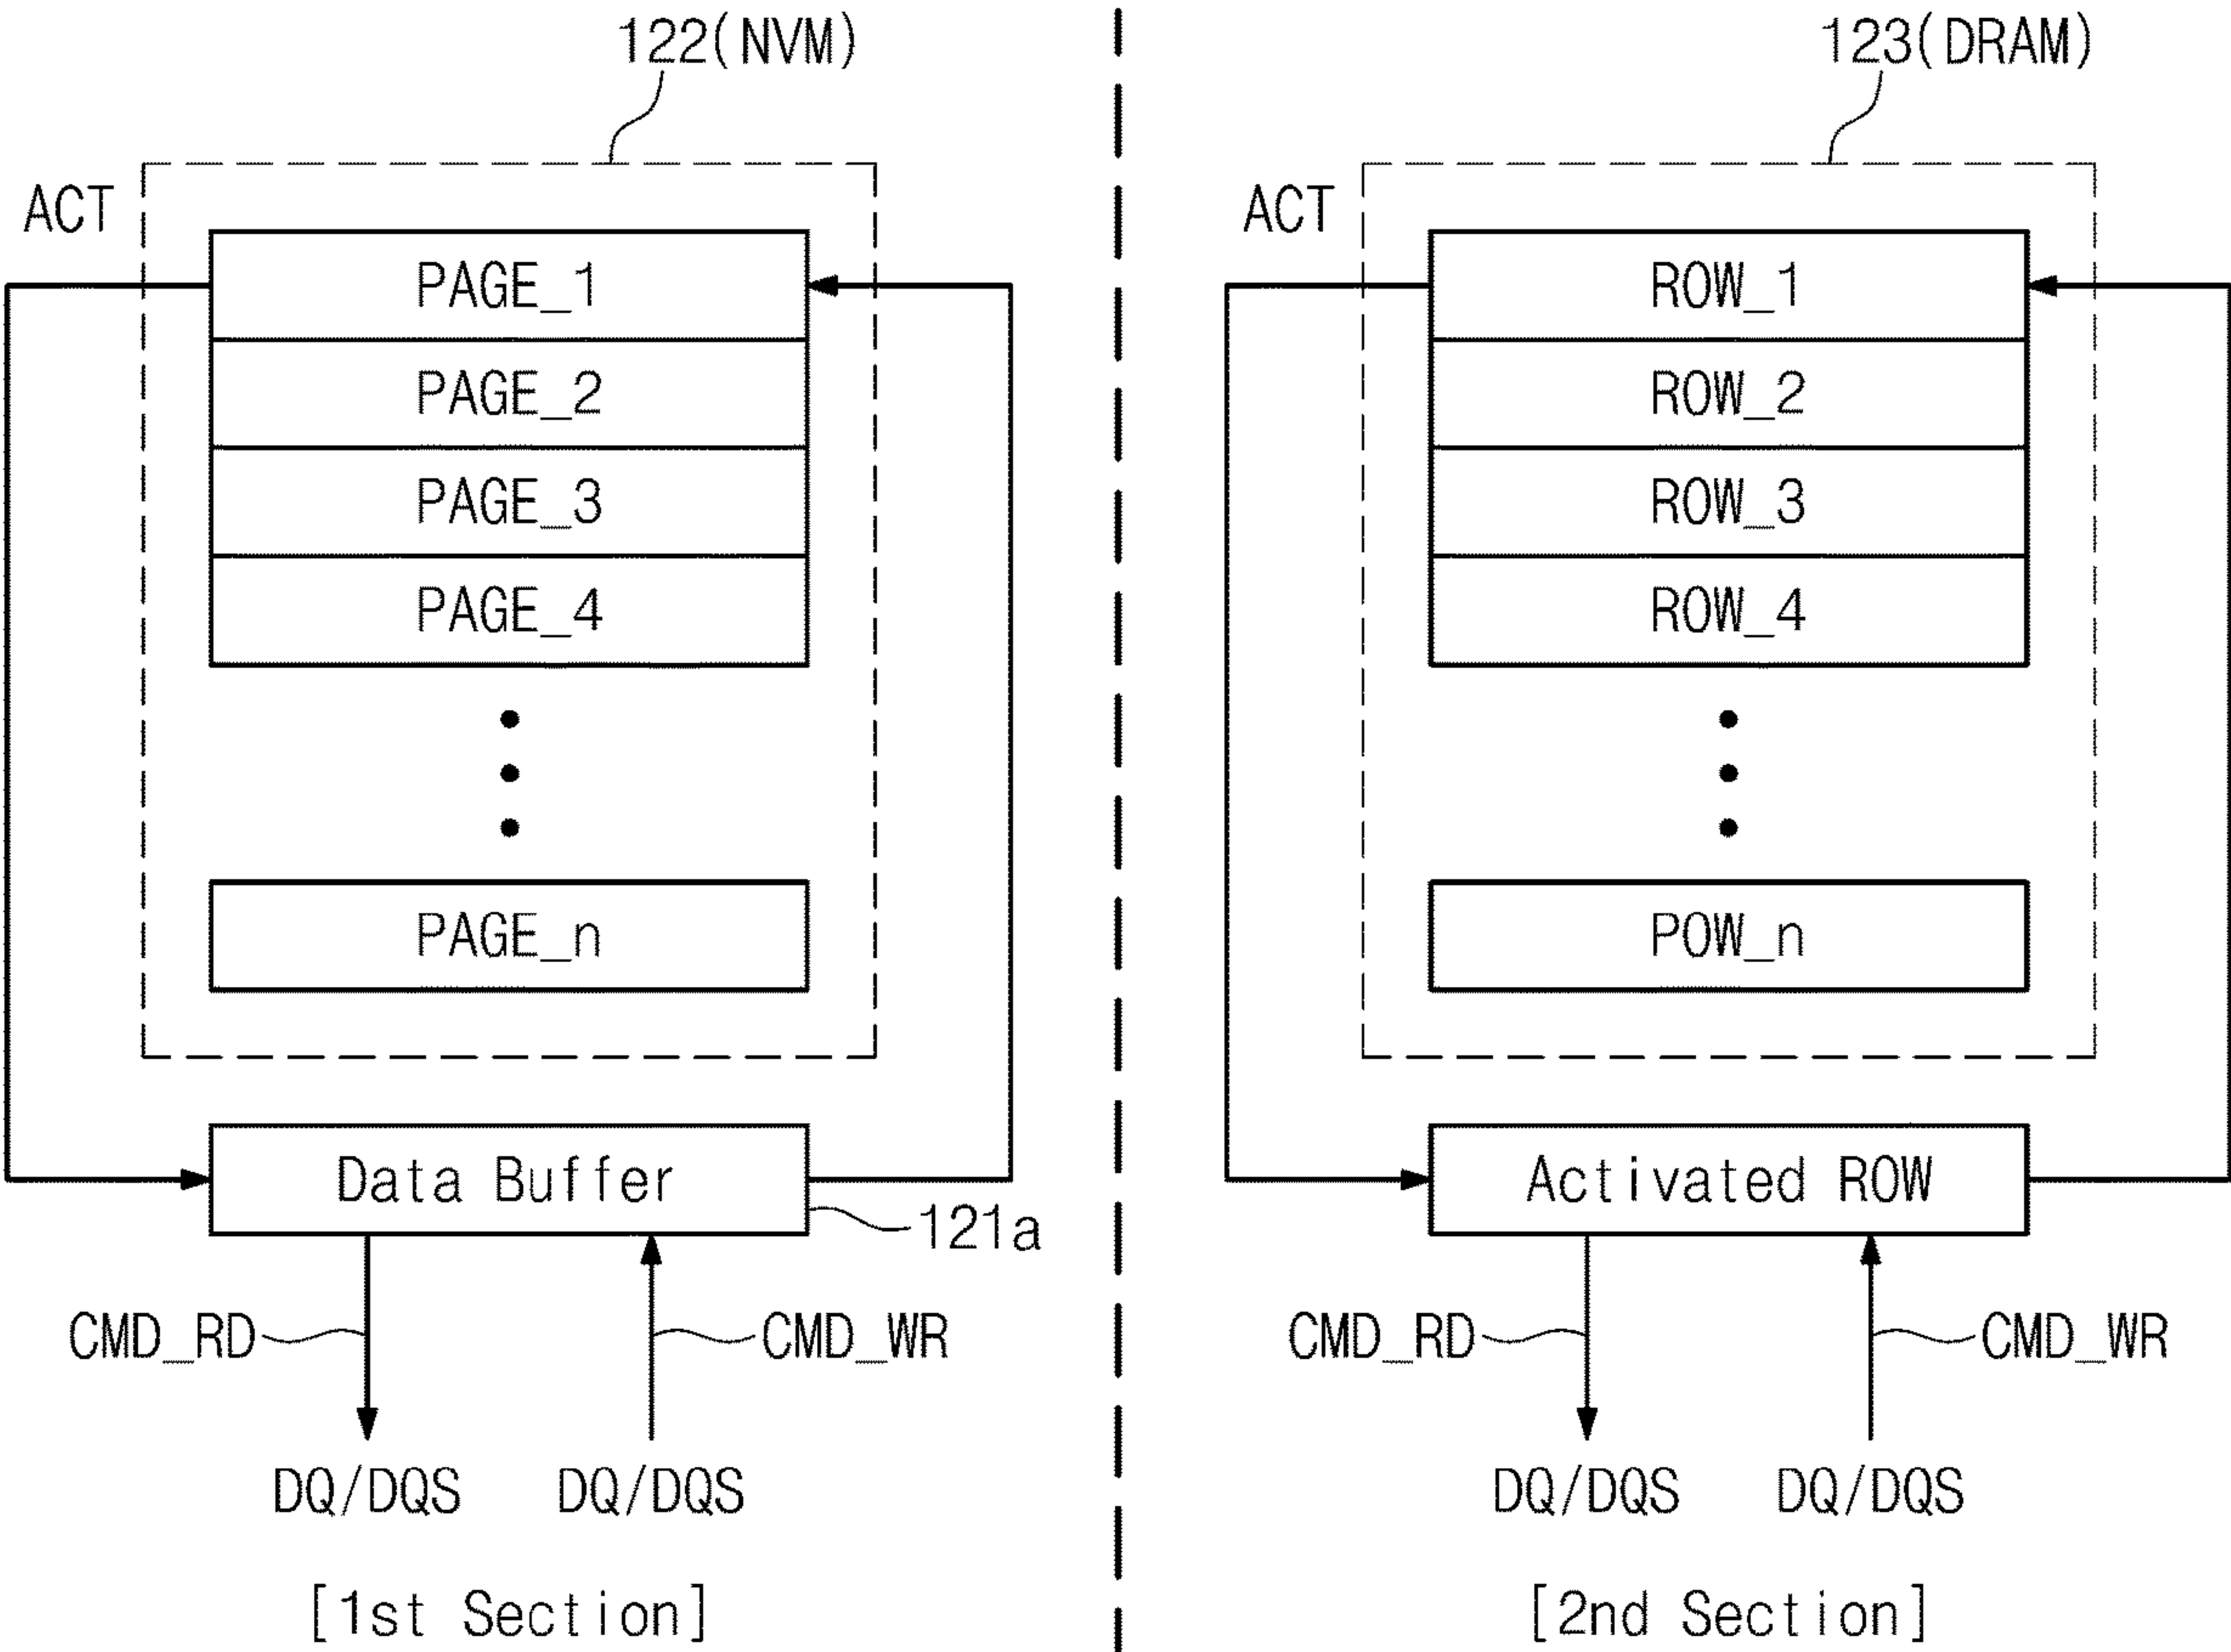 122(NVM)
ACT
PAGE_1
PAGE_2
PAGE_3
PAGE_4
PAGE_n
Data Buffer
121a
CMD_RD
CMD_WR
DQ/DQS
DQ/DQS
[1st Section]
123(DRAM)
ACT
ROW_1
ROW_2
ROW_3
ROW_4
POW_n
Activated ROW
CMD_RD
CMD_WR
DQ/DQS
DQ/DQS
[2nd Section]